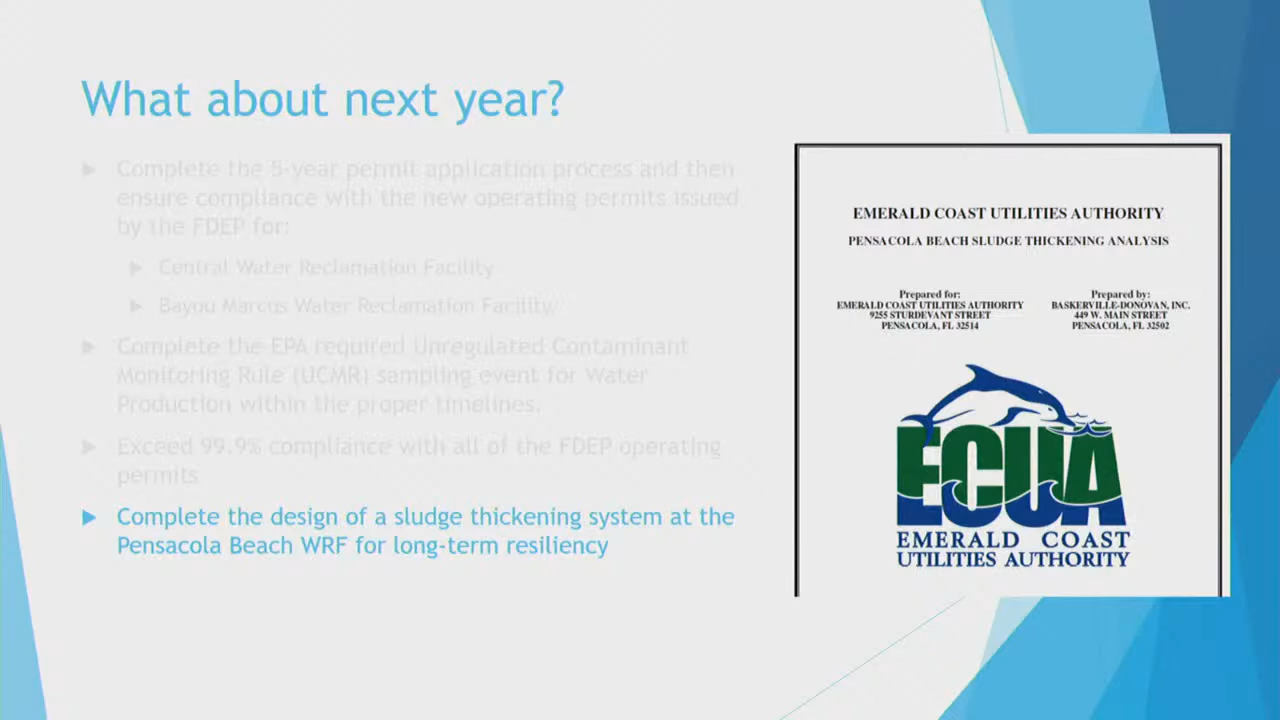 What about next year?
Complete the 5-year permit application process and then
ensure compliance with the new operating permits issued
by the FDEP for:
Central Water Reclamation Facility
Bayou Marcus Water Reclamation Facility
Complete the EPA required Unregulated Contaminant
Monitoring Rule (UCMR) sampling event for Water
Production within the proper timelines.
Exceed 99.9% compliance with all of the FDEP operating
permits
Complete the design of a sludge thickening system at the
Pensacola Beach WRF for long-term resiliency
EMERALD COAST UTILITIES AUTHORITY
PENSACOLA BEACH SLUDGE THICKENING ANALYSIS
Prepared for:
EMERALD COAST UTILITIES AUTHORITY
9255 STURDEVANT STREET
PENSACOLA, FL 32514
Prepared by:
BASKERVILLE-DONOVAN, INC.
449 W. MAIN STREET
PENSACOLA, FL 32502
ECUA
EMERALD COAST
UTILITIES AUTHORITY